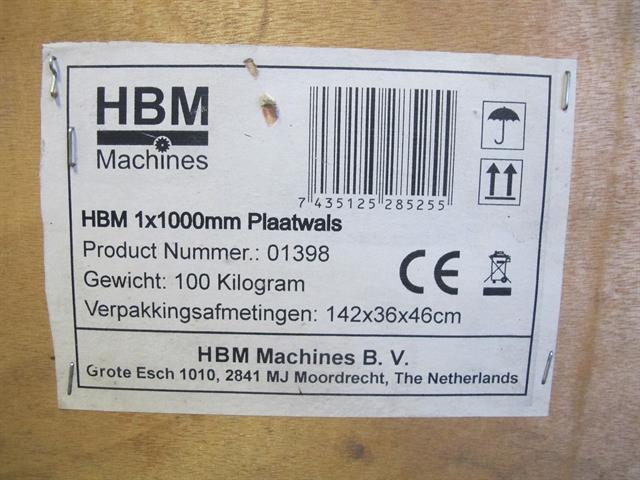 HBM
Machines
7 435125 285255
HBM 1x1000mm Plaatwals
Product Nummer.: 01398
Gewicht: 100 Kilogram
CE
Verpakkingsafmetingen: 142x36x46cm
HBM Machines B. V.
Grote Esch 1010, 2841 MJ Moordrecht, The Netherlands